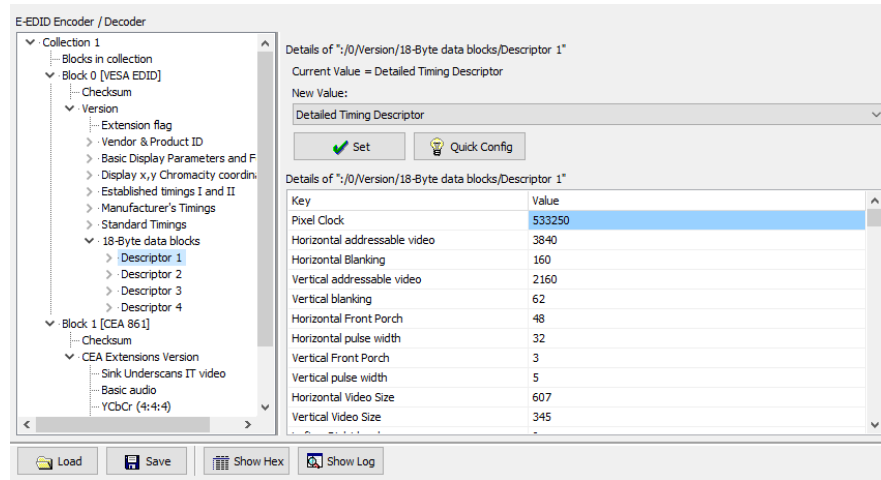 E-EDID Encoder / Decoder
Collection 1
Blocks in collection
Block 0 [VESA EDID]
Checksum
Version
Extension flag
Vendor & Product ID
Basic Display Parameters and F
Display x,y Chromacity coordin
Established timings I and II
Manufacturer's Timings
Standard Timings
18-Byte data blocks
Descriptor 1
Descriptor 2
Descriptor 3
Descriptor 4
Block 1 [CEA 861]
Checksum
CEA Extensions Version
Sink Underscans IT video
Basic audio
YCbCr (4:4:4)
Details of ":/0/Version/18-Byte data blocks/Descriptor 1"
Current Value = Detailed Timing Descriptor
New Value:
Detailed Timing Descriptor
Set Quick Config
Details of ":/0/Version/18-Byte data blocks/Descriptor 1"
Key Value
Pixel Clock 533250
Horizontal addressable video 3840
Horizontal Blanking 160
Vertical addressable video 2160
Vertical blanking 62
Horizontal Front Porch 48
Horizontal pulse width 32
Vertical Front Porch 3
Vertical pulse width 5
Horizontal Video Size 607
Vertical Video Size 345
Load Save Show Hex Show Log